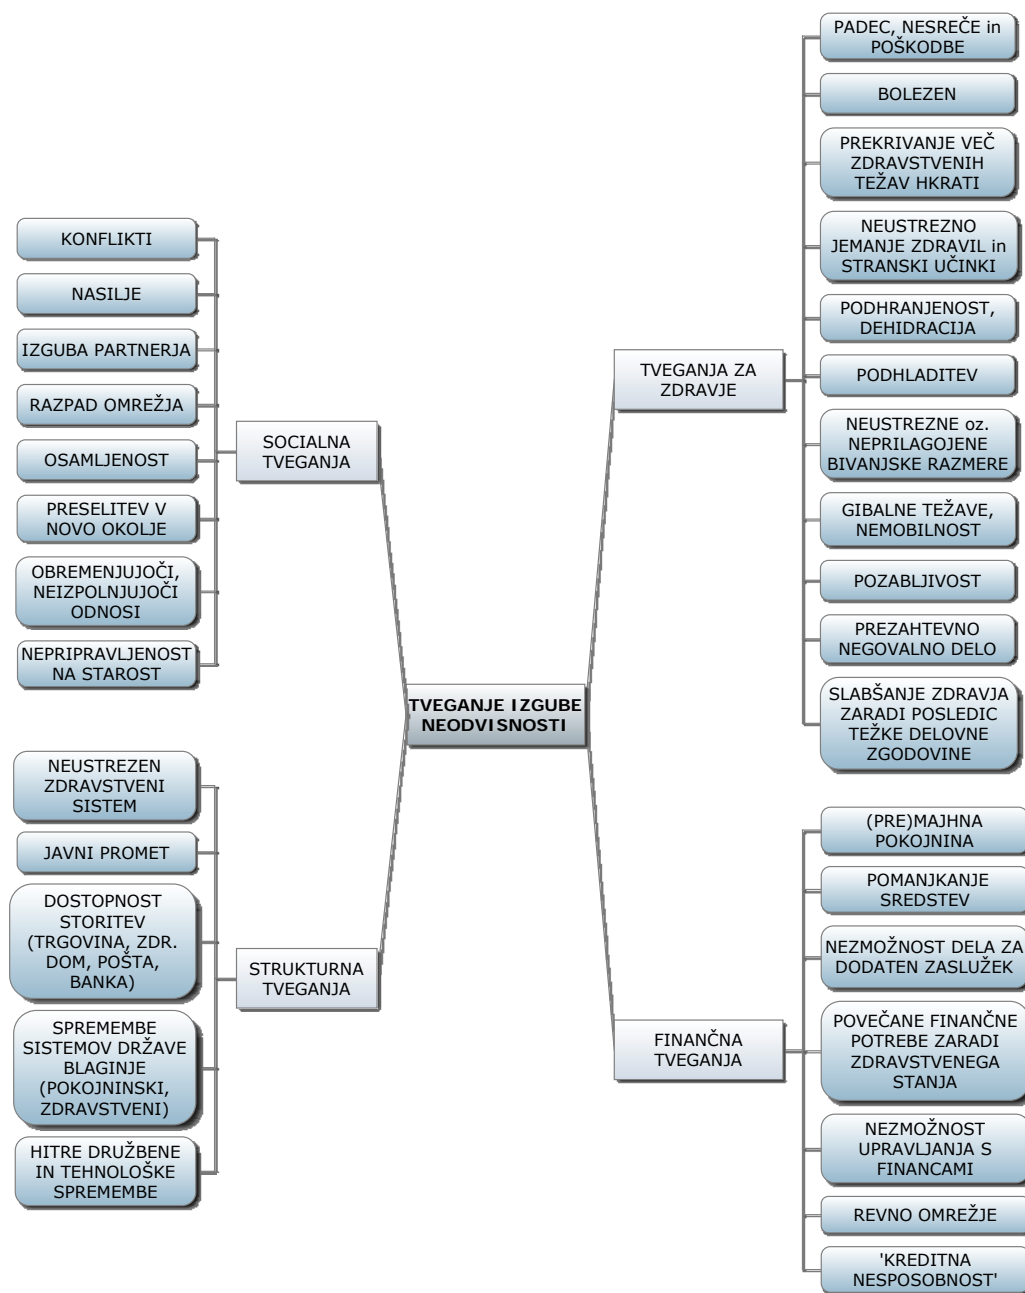 TVEGANJE IZGUBE
NEODVISNOSTI
SOCIALNA
TVEGANJA
KONFLIKTI
NASILJE
IZGUBA PARTNERJA
RAZPAD OMREŽJA
OSAMLJENOST
PRESELITEV V
NOVO OKOLJE
OBREMENJUJOČI,
NEIZPOLNJUJOČI
ODNOSI
NEPRIPRAVLJENOST
NA STAROST
STRUKTURNA
TVEGANJA
NEUSTREZEN
ZDRAVSTVENI
SISTEM
JAVNI PROMET
DOSTOPNOST
STORITEV
(TRGOVINA, ZDR.
DOM, POŠTA,
BANKA)
SPREMEMBE
SISTEMOV DRŽAVE
BLAGINJE
(POKOJNINSKI,
ZDRAVSTVENI)
HITRE DRUŽBENE
IN TEHNOLOŠKE
SPREMEMBE
TVEGANJA ZA
ZDRAVJE
PADEC, NESREČE in
POŠKODBE
BOLEZEN
PREKRIVANJE VEČ
ZDRAVSTVENIH
TEŽAV HKRATI
NEUSTREZNO
JEMANJE ZDRAVIL in
STRANSKI UČINKI
PODHRANJENOST,
DEHIDRACIJA
PODHLADITEV
NEUSTREZNE oz.
NEPRILAGOJENE
BIVANJSKE RAZMERE
GIBALNE TEŽAVE,
NEMOBILNOST
POZABLJIVOST
PREZAHTEVNO
NEGOVALNO DELO
SLABŠANJE ZDRAVJA
ZARADI POSLEDIC
TEŽKE DELOVNE
ZGODOVINE
FINANČNA
TVEGANJA
(PRE)MAJHNA
POKOJNINA
POMANJKANJE
SREDSTEV
NEZMOŽNOST DELA ZA
DODATEN ZASLUŽEK
POVEČANE FINANČNE
POTREBE ZARADI
ZDRAVSTVENEGA
STANJA
NEZMOŽNOST
UPRAVLJANJA S
FINANCAMI
REVNO OMREŽJE
'KREDITNA
NESPOSOBNOST'